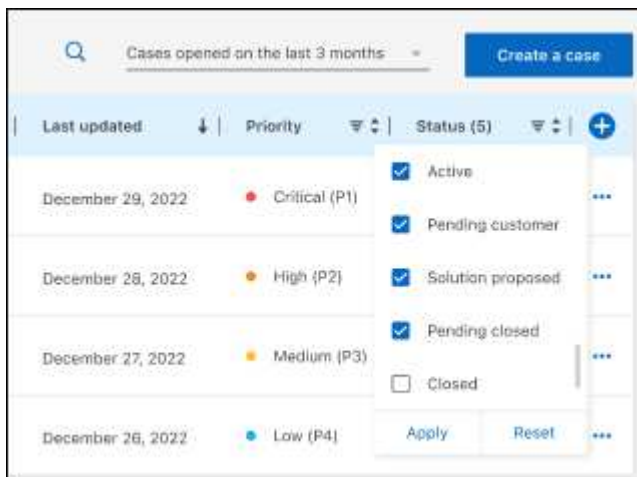 Cases opened on the last 3 months
Create a case
Last updated Priority Status (5)
Active
December 29, 2022 Critical (P1)
Pending customer
December 28, 2022 High (P2) Solution proposed
Pending closed
December 27, 2022 Medium (P3)
Closed
December 26, 2022 Low (P4) Apply Reset